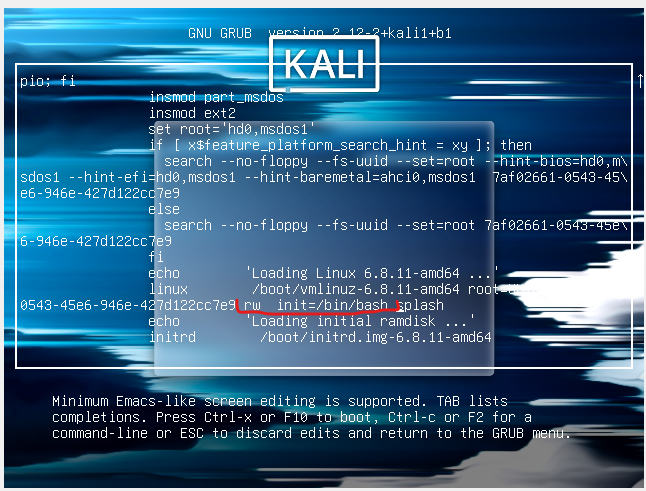 GNU GRUB version 2.12-2+kali1+b1
KALI
pio; fi
insmod part_msdos
insmod ext2
set root='hd0,msdos1'
if [ x$feature_platform_search_hint = xy ]; then
search --no-floppy --fs-uuid --set=root --hint-bios=hd0,m\
sdos1 --hint-efi=hd0,msdos1 --hint-baremetal=ahci0,msdos1 7af02661-0543-45\
e6-946e-427d122cc7e9
else
search --no-floppy --fs-uuid --set=root 7af02661-0543-45e\
6-946e-427d122cc7e9
fi
echo 'Loading Linux 6.8.11-amd64 ...'
linux /boot/vmlinuz-6.8.11-amd64
0543-45e6-946e-427d122cc7e9 rw init=/bin/bash splash
echo 'Loading initial ramdisk ...'
initrd /boot/initrd.img-6.8.11-amd64
Minimum Emacs-like screen editing is supported. TAB lists
completions. Press Ctrl-x or F10 to boot, Ctrl-c or F2 for a
command-line or ESC to discard edits and return to the GRUB menu.